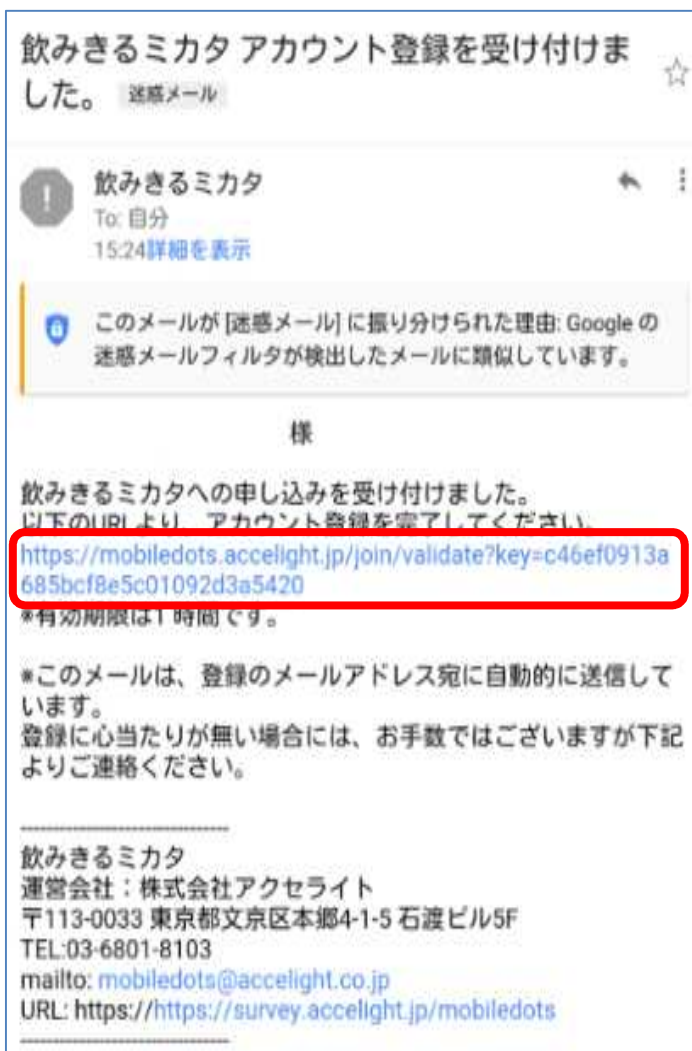 飲みきるミカタ アカウント登録を受け付けま
した。 迷惑メール
飲みきるミカタ
To: 自分
15:24詳細を表示
このメールが [迷惑メール] に振り分けられた理由: Google の
迷惑メールフィルタが検出したメールに類似しています。
様
飲みきるミカタへの申し込みを受け付けました。
以下のURLより、アカウント登録を完了してください。
https://mobiledots.accelight.jp/join/validate?key=c46ef0913a
685bcf8e5c01092d3a5420
※有効期限は1時間です。
※このメールは、登録のメールアドレス宛に自動的に送信して
います。
登録に心当たりが無い場合には、お手数ではございますが下記
よりご連絡ください。
--------------------------------
飲みきるミカタ
運営会社：株式会社アクセライト
〒113-0033 東京都文京区本郷4-1-5 石渡ビル5F
TEL:03-6801-8103
mailto: mobiledots@accelight.co.jp
URL: https://https://survey.accelight.jp/mobiledots
--------------------------------